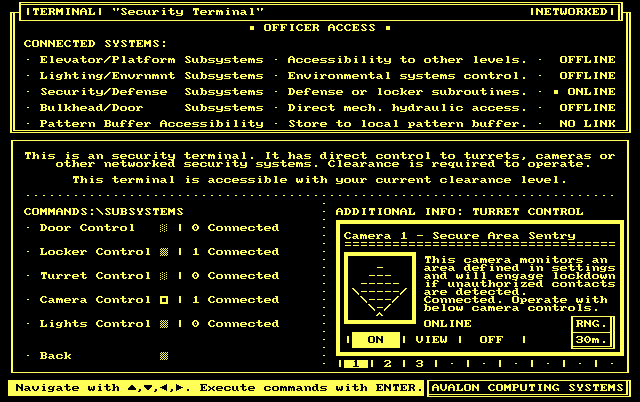 |TERMINAL| "Security Terminal" |NETWORKED|
▪ OFFICER ACCESS ▪
CONNECTED SYSTEMS:
· Elevator/Platform Subsystems · Accessibility to other levels. · OFFLINE
· Lighting/Envrnmnt Subsystems · Environmental systems control. · OFFLINE
· Security/Defense Subsystems · Defense or locker subroutines. · ▪ ONLINE
· Bulkhead/Door Subsystems · Direct mech. hydraulic access. · OFFLINE
· Pattern Buffer Accessibility · Store to local pattern buffer. · NO LINK
This is an security terminal. It has direct control to turrets, cameras or
other networked security systems. Clearance is required to operate.
This terminal is accessible with your current clearance level.
COMMANDS:\SUBSYSTEMS
· Door Control | 0 Connected
· Locker Control | 1 Connected
· Turret Control | 0 Connected
· Camera Control | 1 Connected
· Lights Control | 0 Connected
· Back
ADDITIONAL INFO: TURRET CONTROL
Camera 1 - Secure Area Sentry
This camera monitors an
area defined in settings
and will engage lockdown
if unauthorized contacts
are detected.
Connected. Operate with
below camera controls.
ONLINE
RNG.
30m.
| ON | VIEW | OFF |
| 1 | 2 | 3 | · | · | · | · | · | ·
Navigate with ▲,▼,◄,►. Execute commands with ENTER.
AVALON COMPUTING SYSTEMS